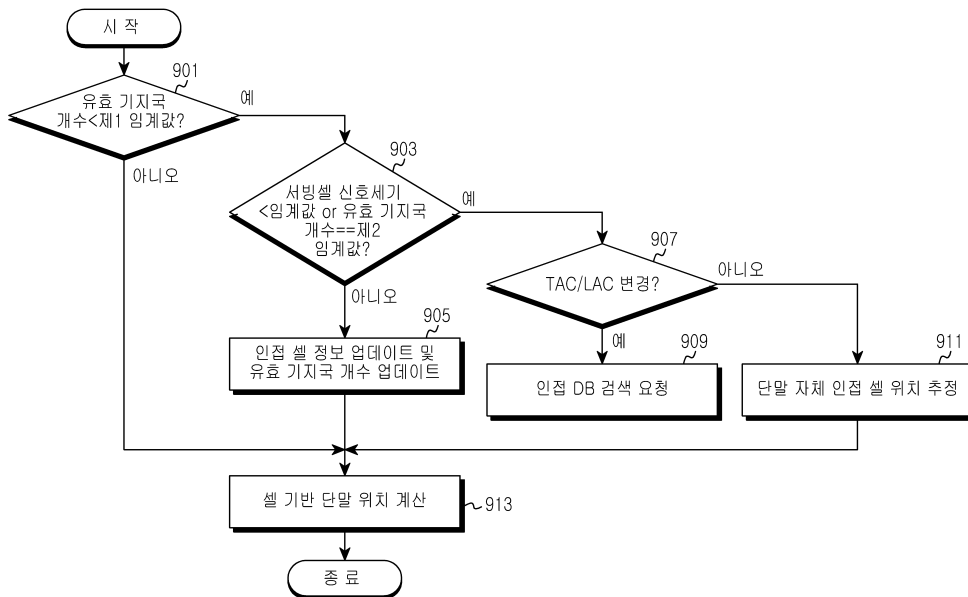 시 작
901
유효 기지국
개수<제1 임계값?
예
아니오
903
서빙셀 신호세기
<임계값 or 유효 기지국
개수==제2
임계값?
예
아니오
907
TAC/LAC 변경?
아니오
예
905
인접 셀 정보 업데이트 및
유효 기지국 개수 업데이트
909
인접 DB 검색 요청
911
단말 자체 인접 셀 위치 추정
셀 기반 단말 위치 계산
913
종 료